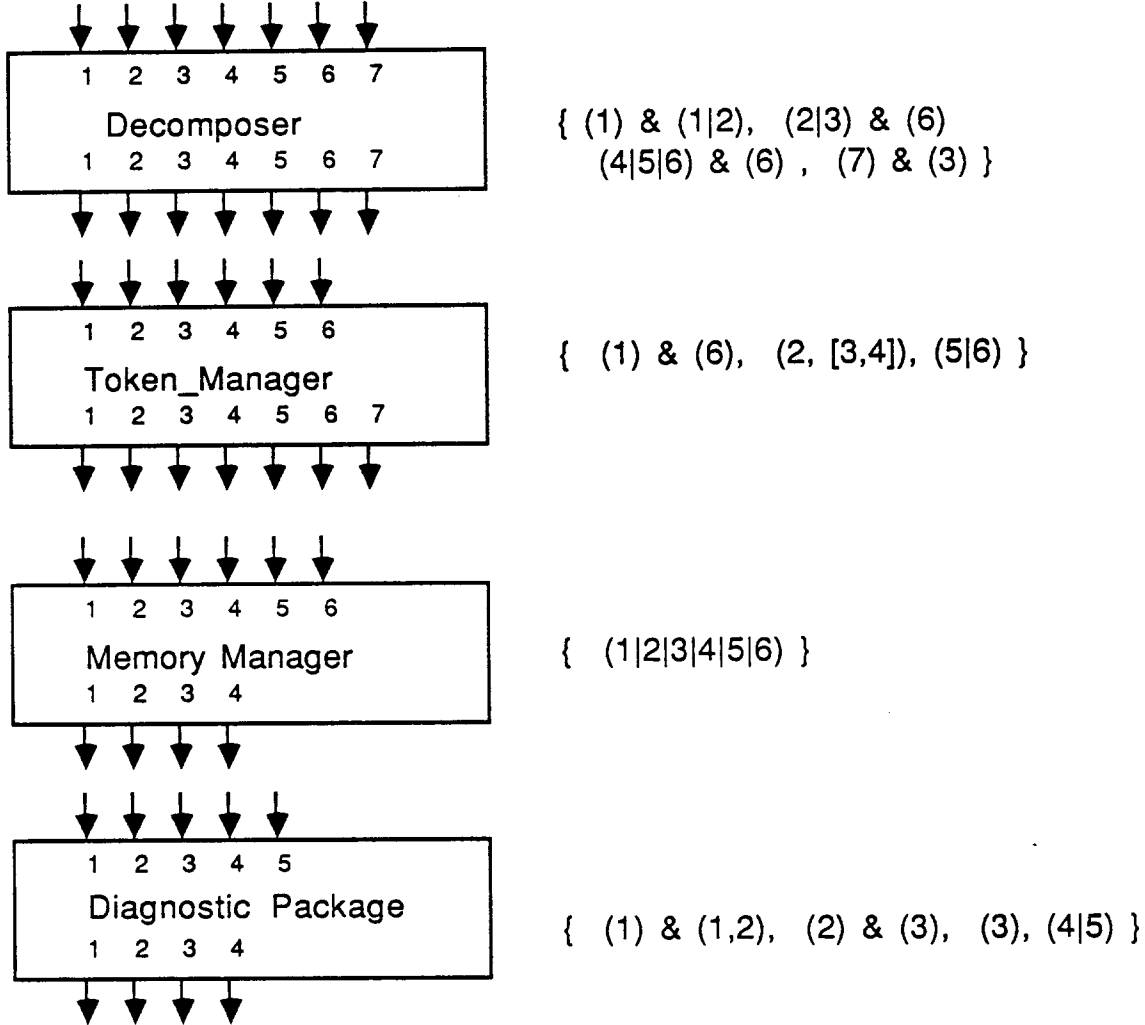 1 2 3 4 5 6 7
Decomposer
1 2 3 4 5 6 7
{ (1) & (1|2), (2|3) & (6)
(4|5|6) & (6) , (7) & (3) }
1 2 3 4 5 6
Token_Manager
1 2 3 4 5 6 7
{ (1) & (6), (2, [3,4]), (5|6) }
1 2 3 4 5 6
Memory Manager
1 2 3 4
{ (1|2|3|4|5|6) }
1 2 3 4 5
Diagnostic Package
1 2 3 4
{ (1) & (1,2), (2) & (3), (3), (4|5) }